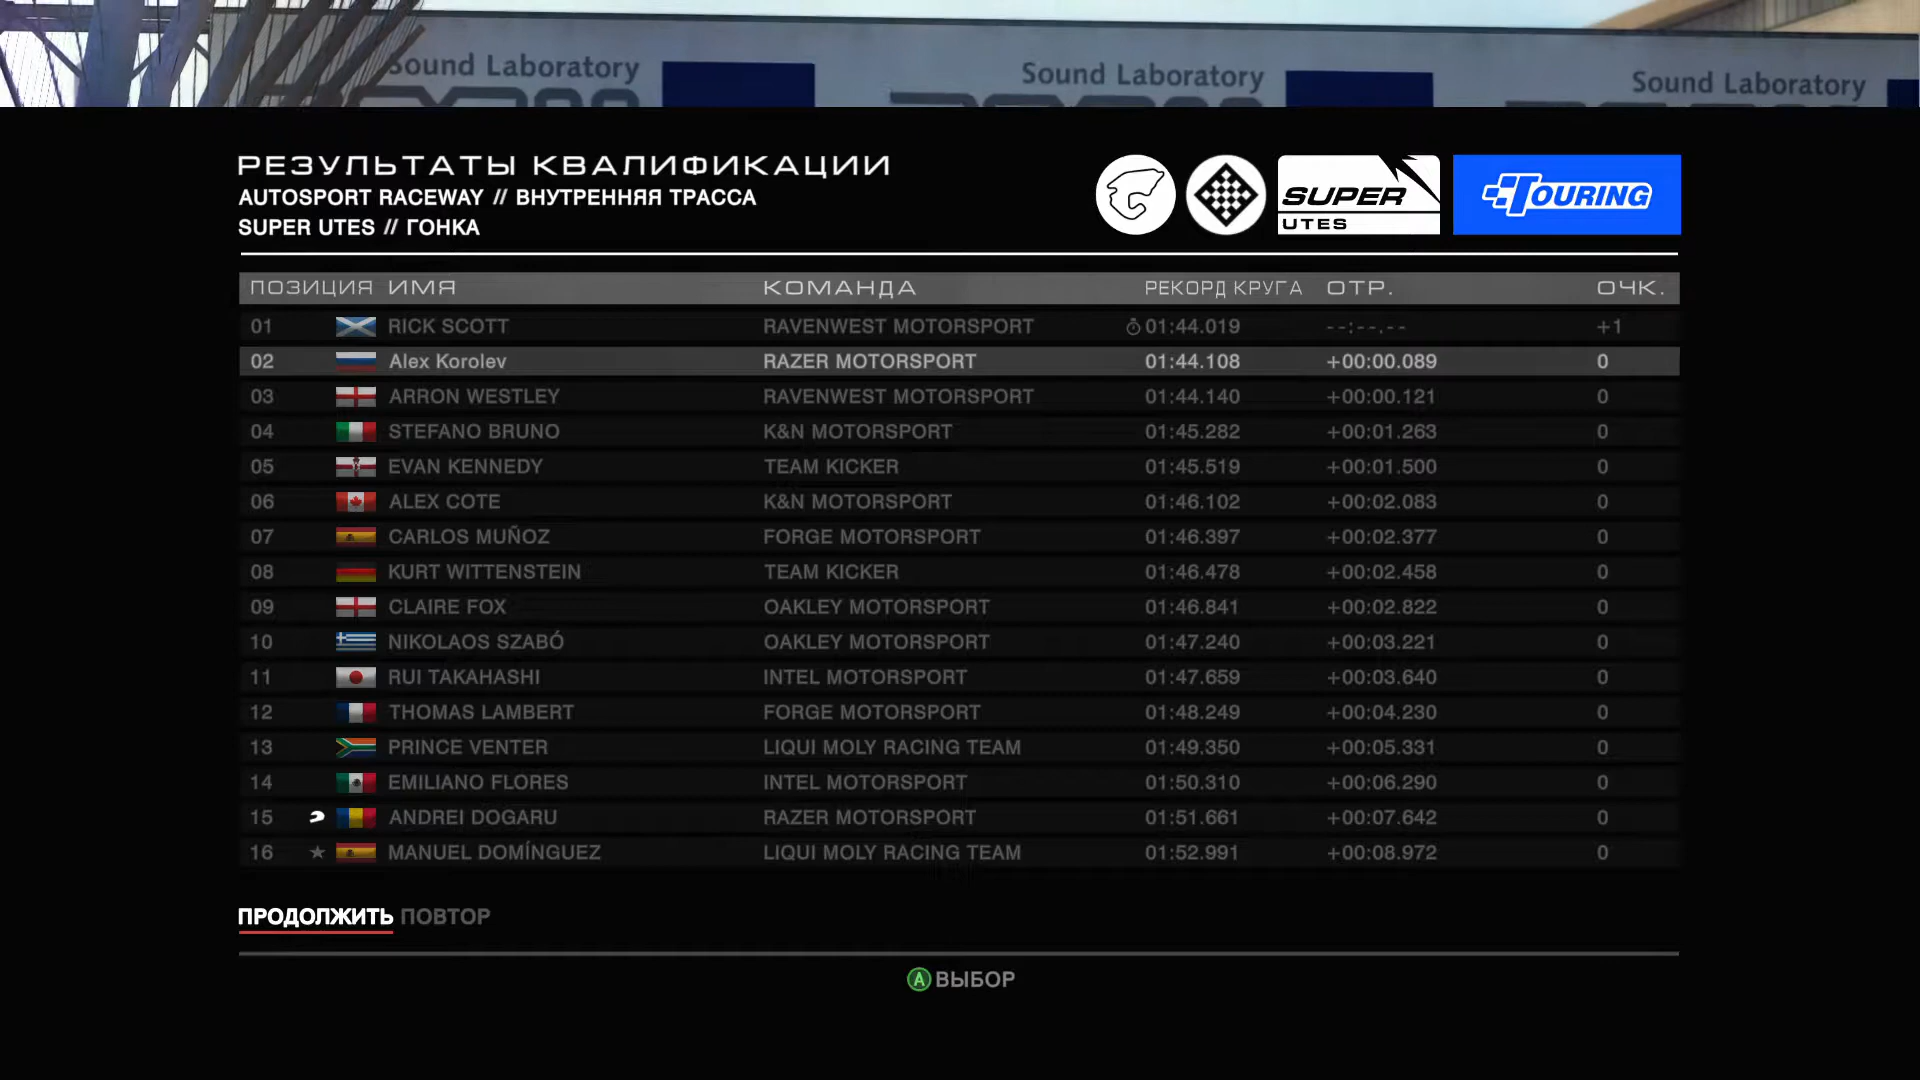 Sound Laboratory
Sound Laboratory
Sound Laboratory
РЕЗУЛЬТАТЫ КВАЛИФИКАЦИИ
AUTOSPORT RACEWAY // ВНУТРЕННЯЯ ТРАССА
SUPER UTES // ГОНКА
SUPER
UTES
TOURING
ПОЗИЦИЯ ИМЯ КОМАНДА РЕКОРД КРУГА ОТР. ОЧК.
01 RICK SCOTT RAVENWEST MOTORSPORT 01:44.019 --:--.-- +1
02 Alex Korolev RAZER MOTORSPORT 01:44.108 +00:00.089 0
03 ARRON WESTLEY RAVENWEST MOTORSPORT 01:44.140 +00:00.121 0
04 STEFANO BRUNO K&N MOTORSPORT 01:45.282 +00:01.263 0
05 EVAN KENNEDY TEAM KICKER 01:45.519 +00:01.500 0
06 ALEX COTE K&N MOTORSPORT 01:46.102 +00:02.083 0
07 CARLOS MUÑOZ FORGE MOTORSPORT 01:46.397 +00:02.377 0
08 KURT WITTENSTEIN TEAM KICKER 01:46.478 +00:02.458 0
09 CLAIRE FOX OAKLEY MOTORSPORT 01:46.841 +00:02.822 0
10 NIKOLAOS SZABÓ OAKLEY MOTORSPORT 01:47.240 +00:03.221 0
11 RUI TAKAHASHI INTEL MOTORSPORT 01:47.659 +00:03.640 0
12 THOMAS LAMBERT FORGE MOTORSPORT 01:48.249 +00:04.230 0
13 PRINCE VENTER LIQUI MOLY RACING TEAM 01:49.350 +00:05.331 0
14 EMILIANO FLORES INTEL MOTORSPORT 01:50.310 +00:06.290 0
15 ANDREI DOGARU RAZER MOTORSPORT 01:51.661 +00:07.642 0
16 MANUEL DOMÍNGUEZ LIQUI MOLY RACING TEAM 01:52.991 +00:08.972 0
ПРОДОЛЖИТЬ ПОВТОР
A ВЫБОР